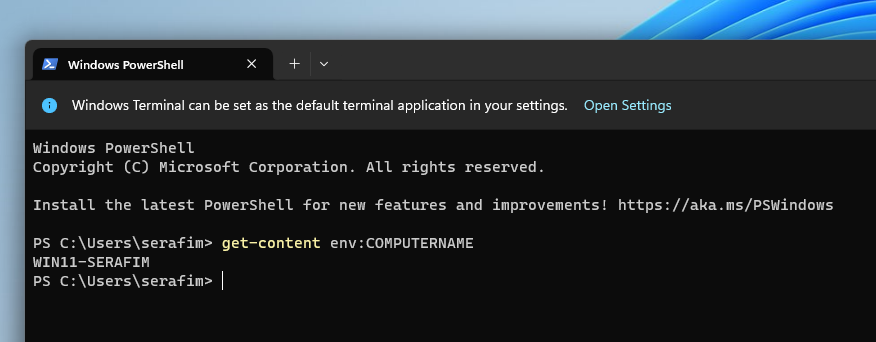 Windows PowerShell
Windows Terminal can be set as the default terminal application in your settings. Open Settings
Windows PowerShell
Copyright (C) Microsoft Corporation. All rights reserved.
Install the latest PowerShell for new features and improvements! https://aka.ms/PSWindows
PS C:\Users\serafim> get-content env:COMPUTERNAME
WIN11-SERAFIM
PS C:\Users\serafim>